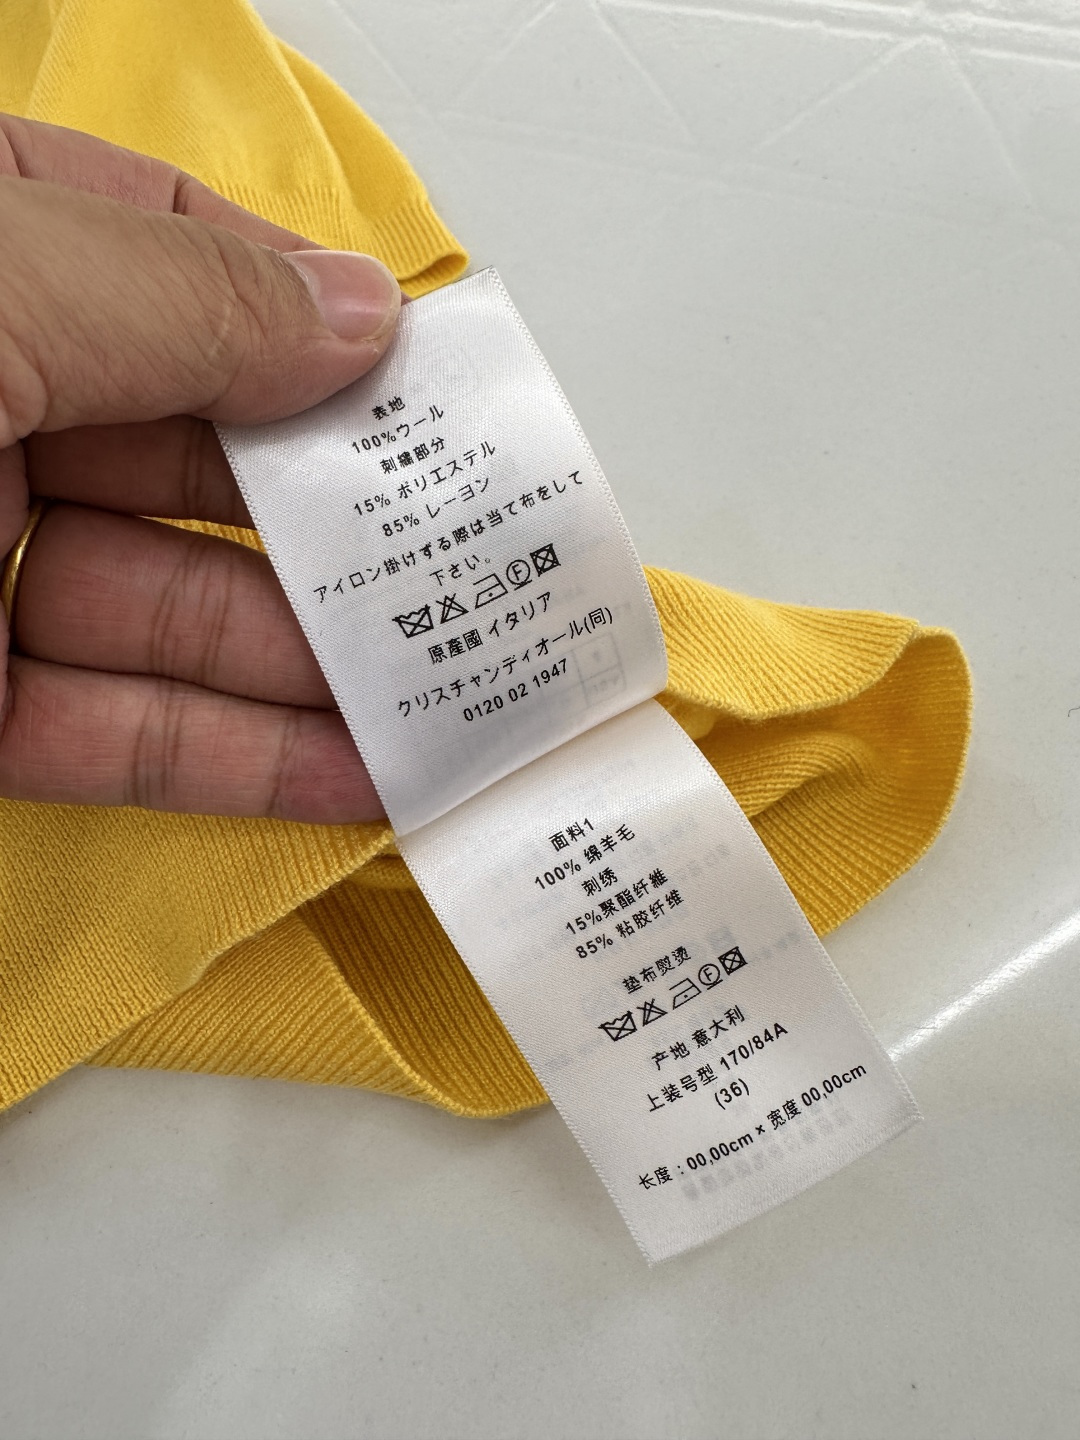 表地
100%ウール
刺繍部分
15% ポリエステル
85% レーヨン
アイロン掛けずる際は当て布をして
下さい。
F
原產國 イタリア
クリスチャンディオール(同)
0120 02 1947
面料1
100% 绵羊毛
刺绣
15%聚酯纤維
85% 粘胶纤维
垫布熨烫
F
产地 意大利
上装号型 170/84A
(36)
长度：00,00cm × 宽度 00,00cm